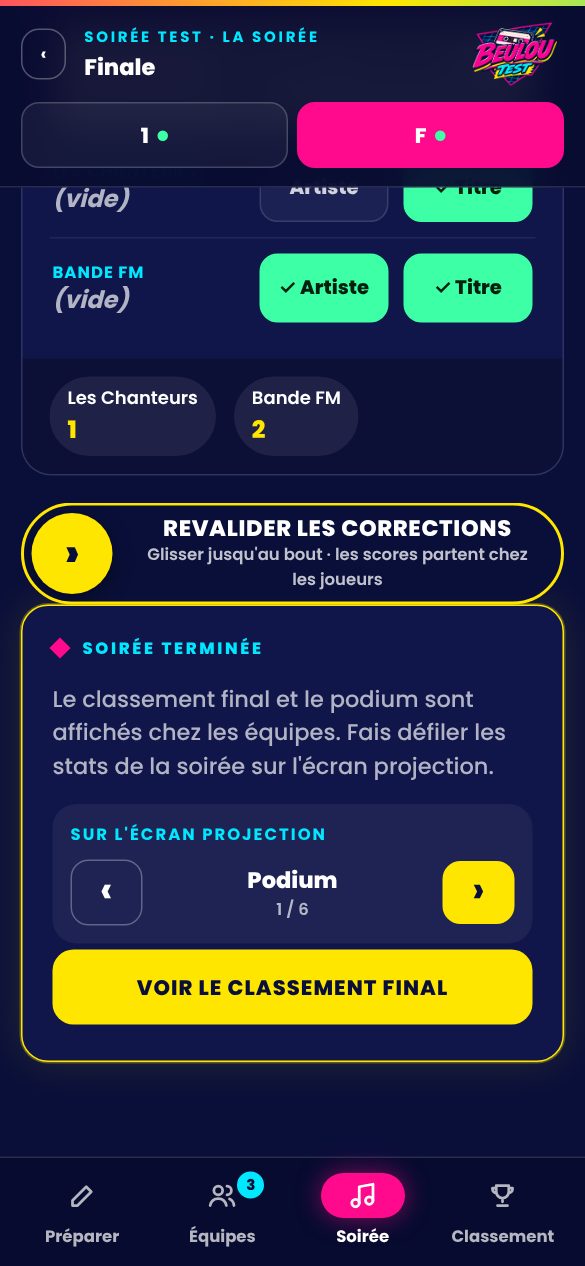 SOIRÉE TEST · LA SOIRÉE
Finale
BEULOU
TEST
1
F
(vide)
Artiste
✓ Titre
BANDE FM
(vide)
✓ Artiste
✓ Titre
Les Chanteurs
1
Bande FM
2
REVALIDER LES CORRECTIONS
Glisser jusqu'au bout · les scores partent chez
les joueurs
SOIRÉE TERMINÉE
Le classement final et le podium sont
affichés chez les équipes. Fais défiler les
stats de la soirée sur l'écran projection.
SUR L'ÉCRAN PROJECTION
Podium
1 / 6
VOIR LE CLASSEMENT FINAL
3
Préparer
Équipes
Soirée
Classement